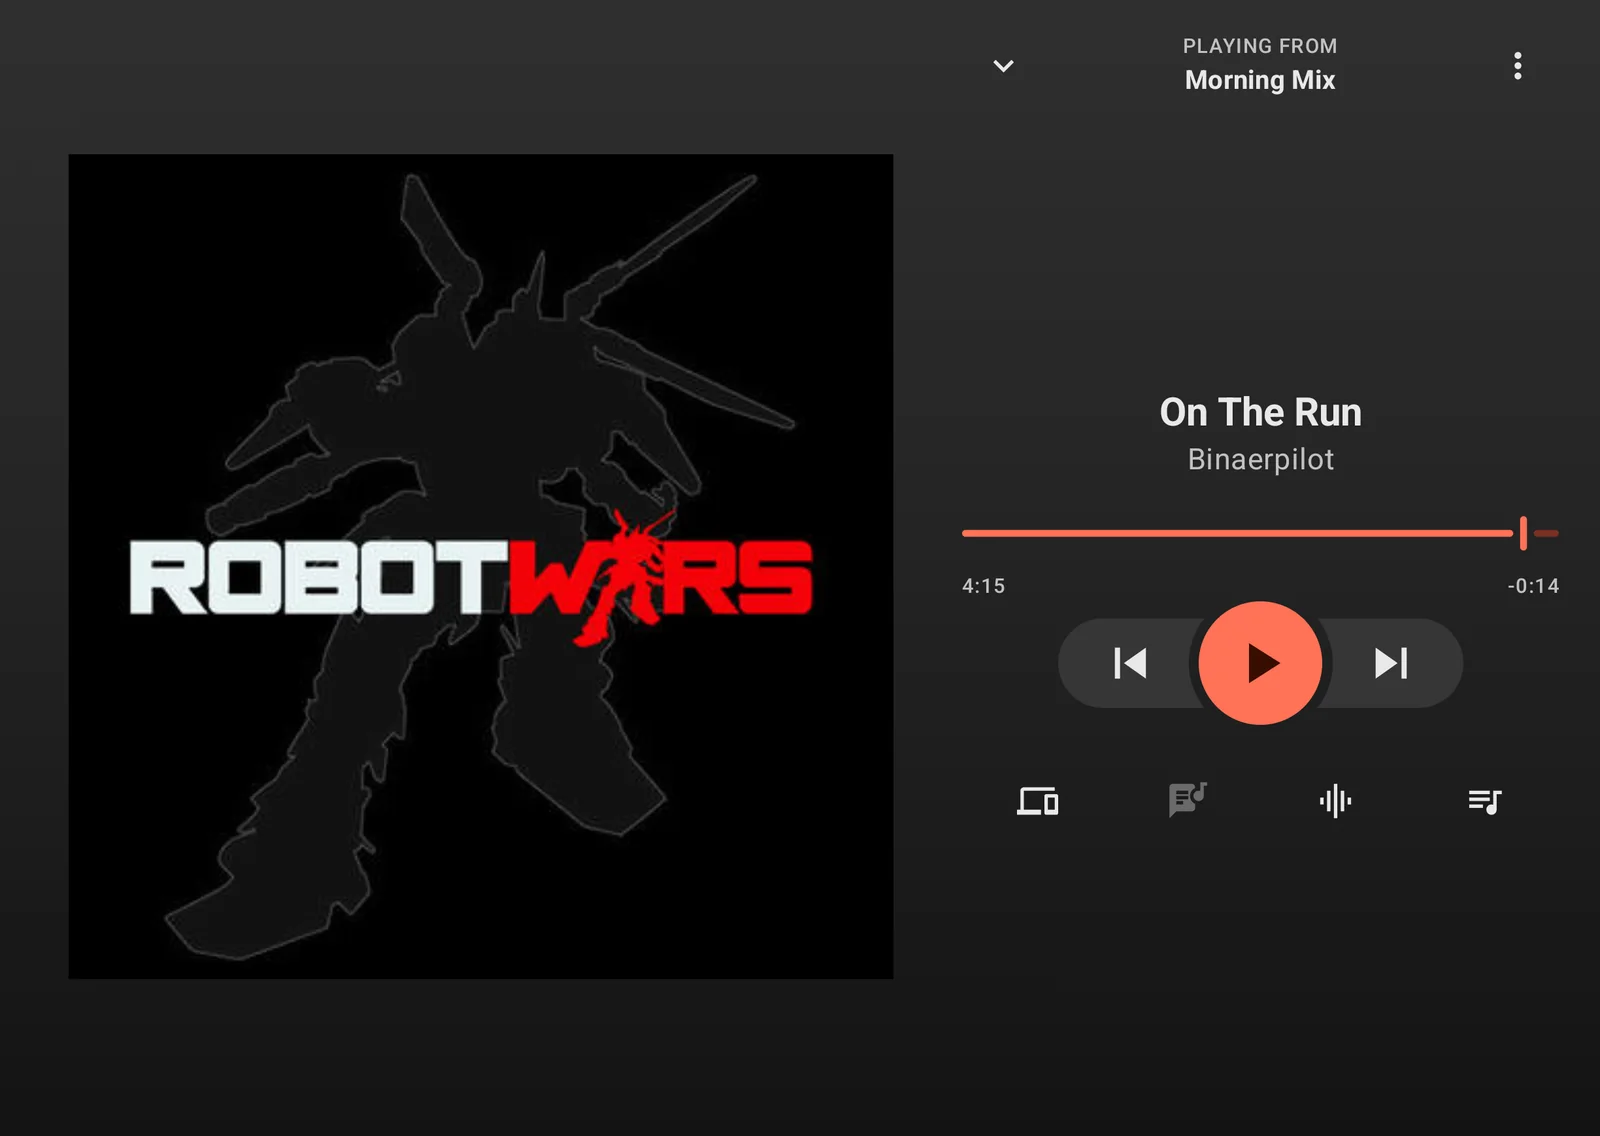 PLAYING FROM
Morning Mix
ROBOTWARS
On The Run
Binaerpilot
4:15
-0:14